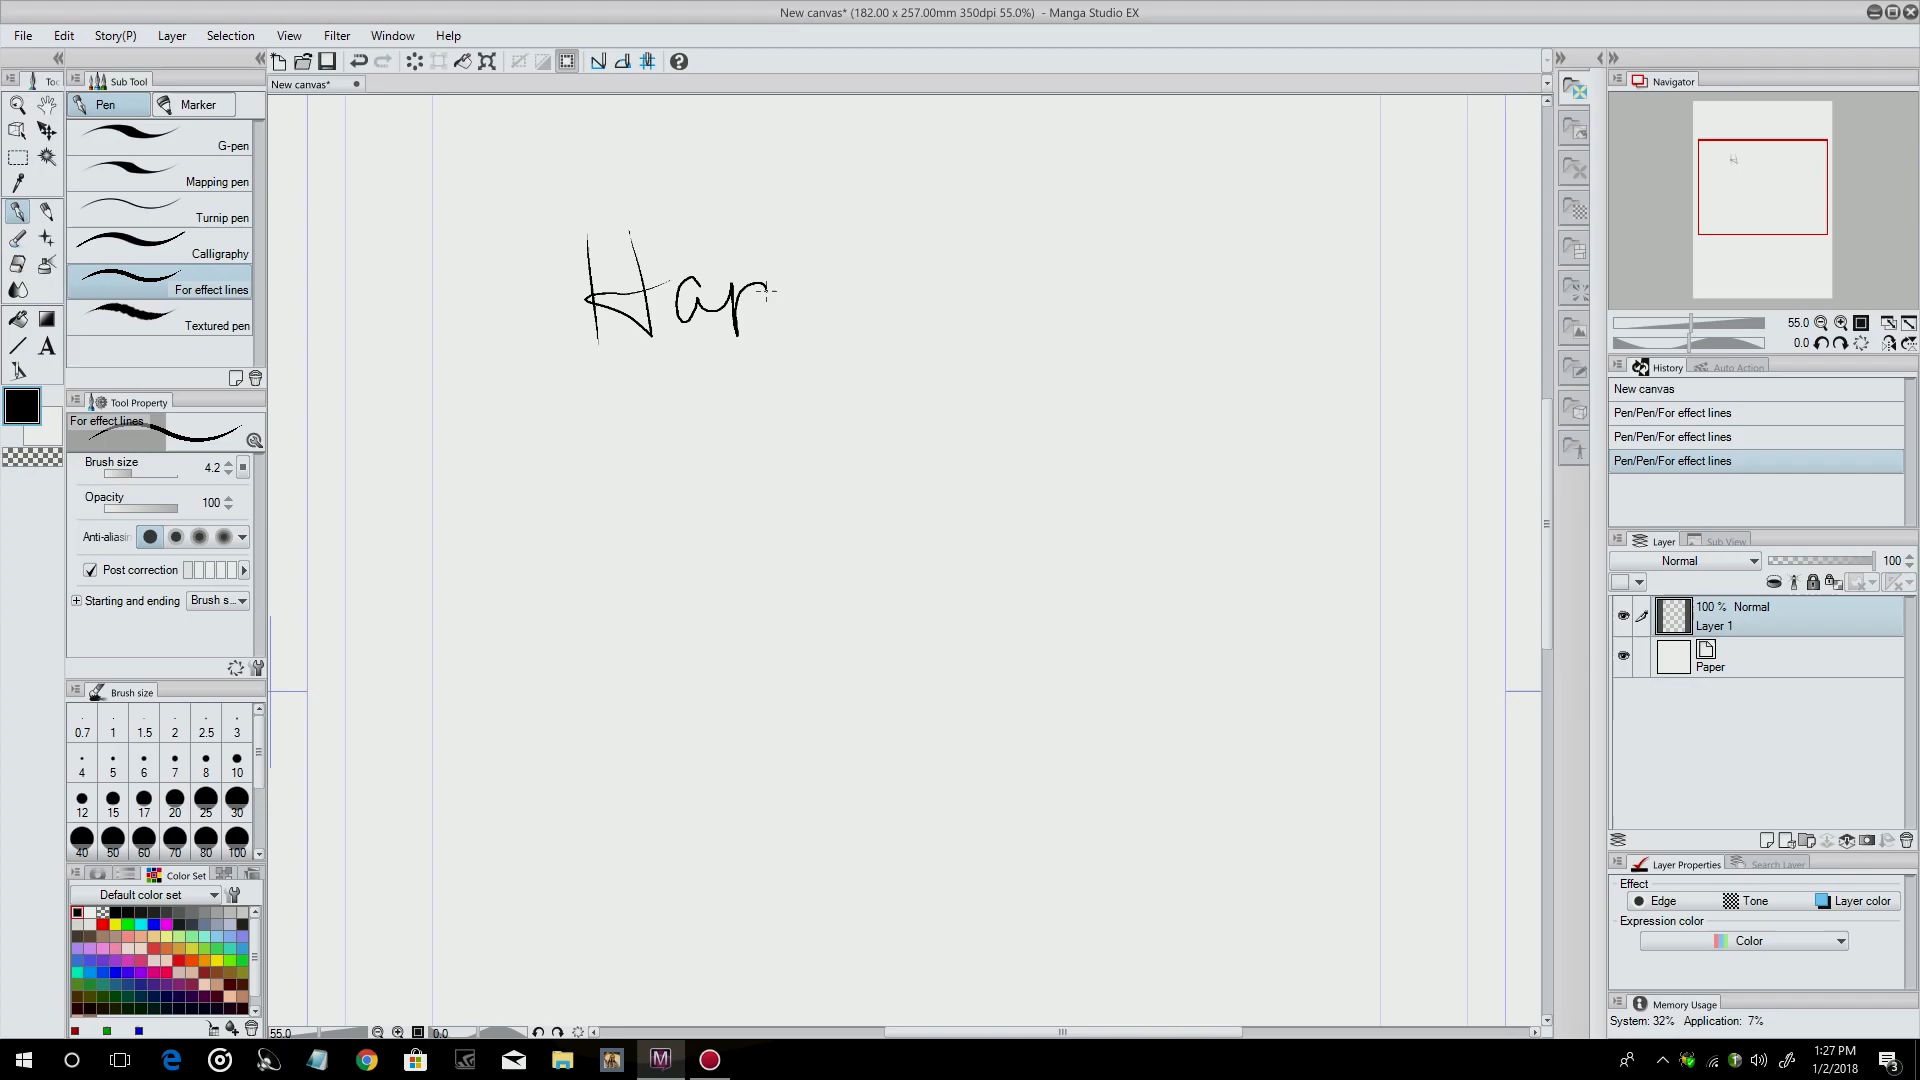 New canvas* (182.00 x 257.00mm 350dpi 55.0%) - Manga Studio EX
File Edit Story(P) Layer Selection View Filter Window Help
New canvas*
Too
Sub Tool
Pen Marker
G-pen
Mapping pen
Turnip pen
Calligraphy
For effect lines
Textured pen
Tool Property
For effect lines
Brush size 4.2
Opacity 100
Anti-aliasin
Post correction
Starting and ending Brush s...
Brush size
0.7 1 1.5 2 2.5 3
4 5 6 7 8 10
12 15 17 20 25 30
40 50 60 70 80 100
Color Set
Default color set
Hap
55.0 0.0
Navigator
55.0
0.0
History Auto Action
New canvas
Pen/Pen/For effect lines
Pen/Pen/For effect lines
Pen/Pen/For effect lines
Layer Sub View
Normal 100
100 % Normal
Layer 1
Paper
Layer Properties Search Layer
Effect
Edge Tone Layer color
Expression color
Color
Memory Usage
System: 32% Application: 7%
1:27 PM
1/2/2018
3